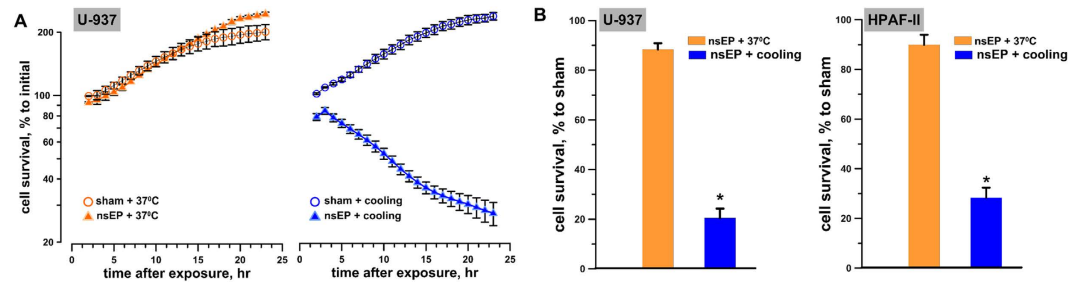 A
U-937
cell survival, % to initial
200
100
80
60
40
20
sham + 37ºC
nsEP + 37ºC
0
5
10
15
20
25
time after exposure, hr
sham + cooling
nsEP + cooling
0
5
10
15
20
25
time after exposure, hr
B
U-937
cell survival, % to sham
100
80
60
40
20
0
nsEP + 37ºC
nsEP + cooling
*
HPAF-II
cell survival, % to sham
100
80
60
40
20
0
nsEP + 37ºC
nsEP + cooling
*